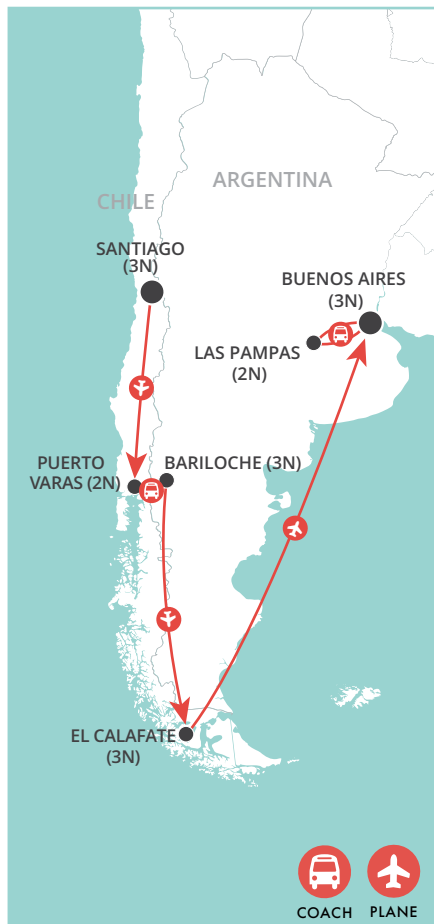 ARGENTINA
CHILE
SANTIAGO
(3N)
BUENOS AIRES
(3N)
LAS PAMPAS
(2N)
PUERTO
VARAS (2N)
BARILOCHE (3N)
EL CALAFATE
(3N)
COACH
PLANE